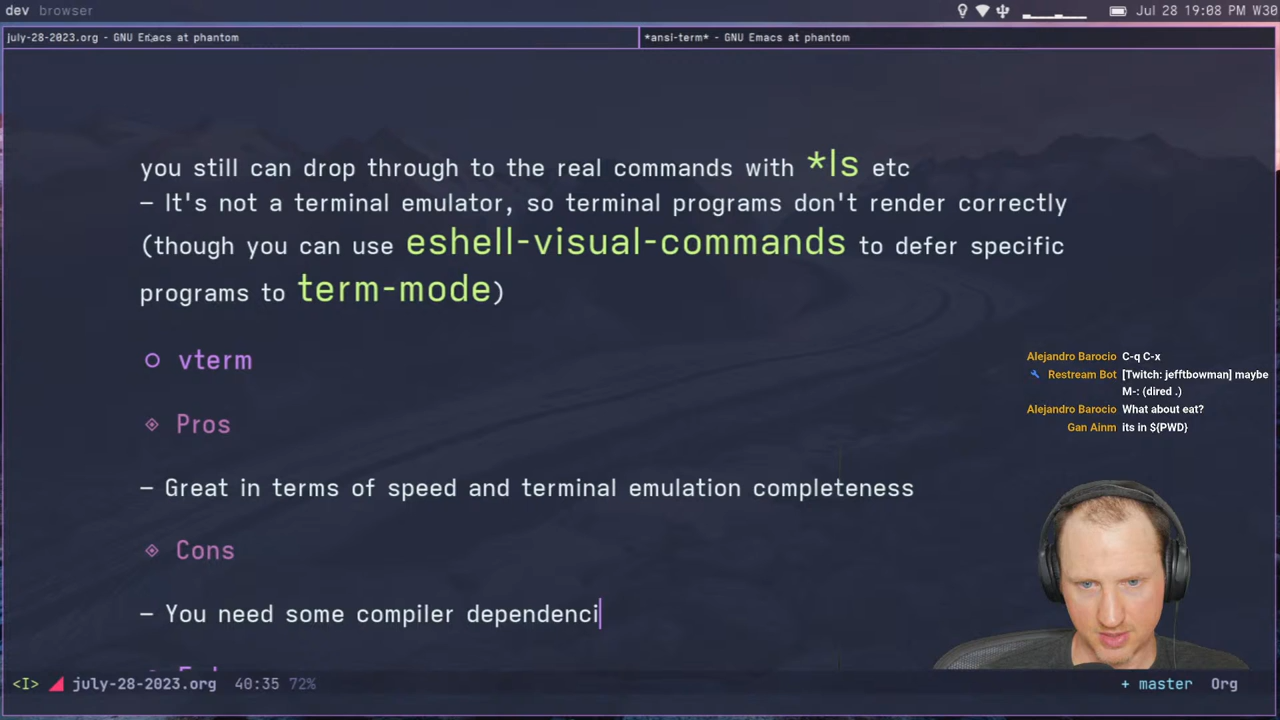 dev browser
Jul 28 19:08 PM W30
july-28-2023.org - GNU Emacs at phantom
*ansi-term* - GNU Emacs at phantom
you still can drop through to the real commands with *ls etc
– It's not a terminal emulator, so terminal programs don't render correctly
(though you can use eshell-visual-commands to defer specific
programs to term-mode)
vterm
Pros
– Great in terms of speed and terminal emulation completeness
Cons
– You need some compiler dependenci
Alejandro Barocio C-q C-x
Restream Bot [Twitch: jefftbowman] maybe
M-: (dired .)
Alejandro Barocio What about eat?
Gan Ainm its in ${PWD}
<I> july-28-2023.org 40:35 72%
+ master Org